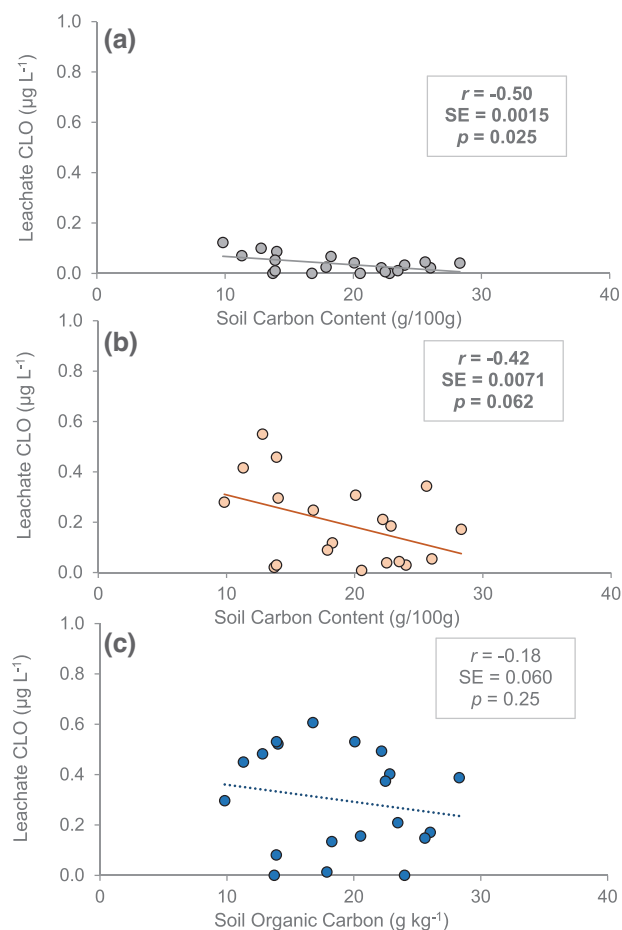 (a)
Leachate CLO (µg L⁻¹)
1.0
0.8
0.6
0.4
0.2
0.0
r = -0.50
SE = 0.0015
p = 0.025
0 10 20 30 40
Soil Carbon Content (g/100g)
(b)
Leachate CLO (µg L⁻¹)
1.0
0.8
0.6
0.4
0.2
0.0
r = -0.42
SE = 0.0071
p = 0.062
0 10 20 30 40
Soil Carbon Content (g/100g)
(c)
Leachate CLO (µg L⁻¹)
1.0
0.8
0.6
0.4
0.2
0.0
r = -0.18
SE = 0.060
p = 0.25
0 10 20 30 40
Soil Organic Carbon (g kg⁻¹)